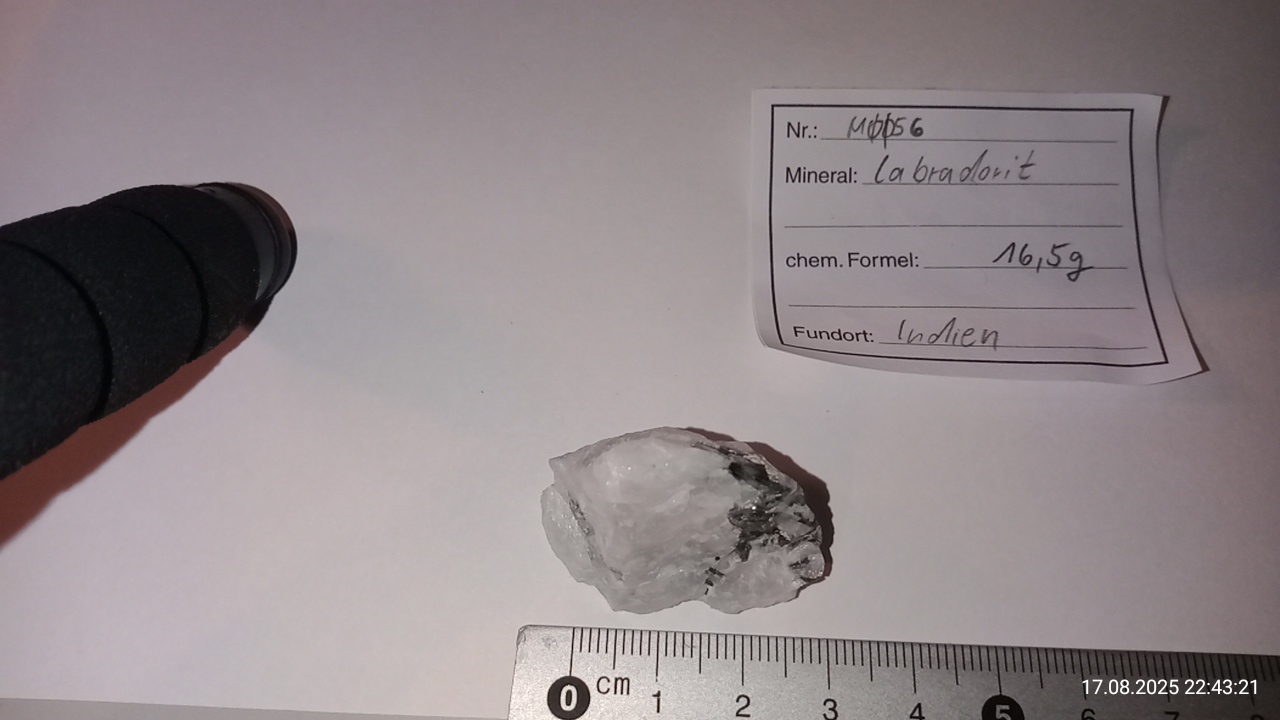 Nr.: M0056
Mineral: Labradorit
chem. Formel: 16,5g
Fundort: Indien
0 cm 1 2 3 4 5 6 7 8
17.08.2025 22:43:21